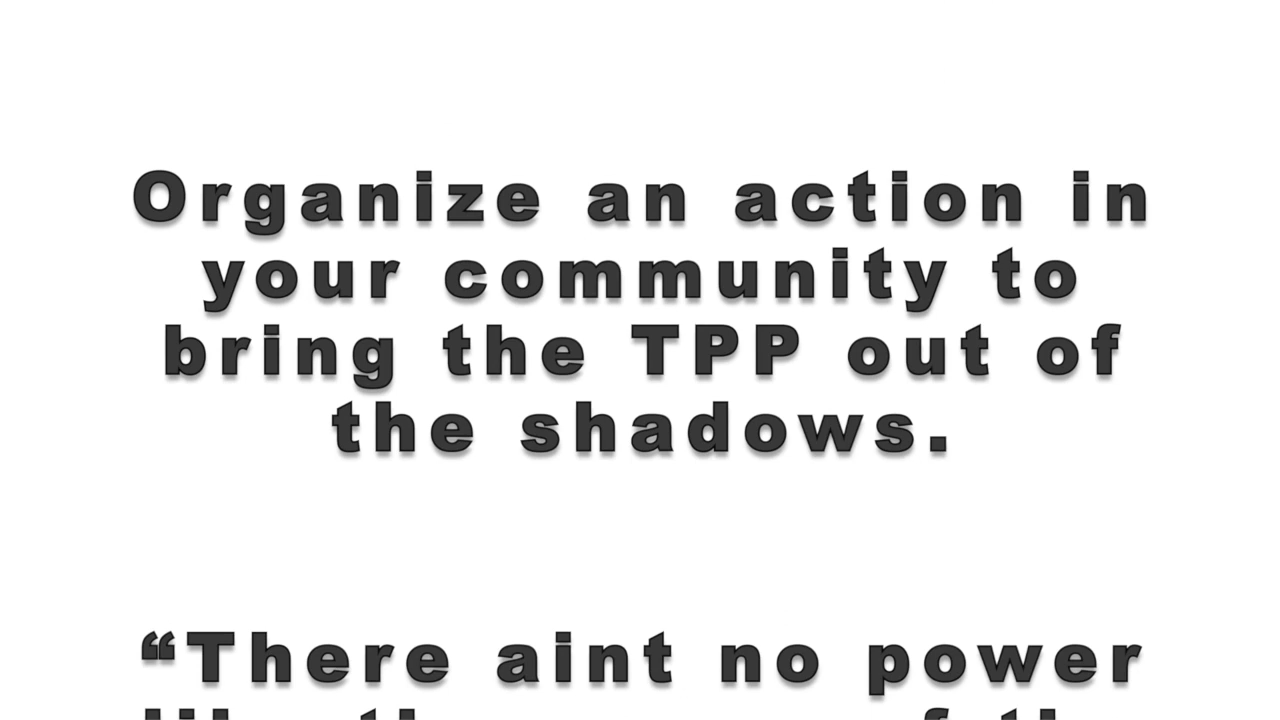 Organize an action in
your community to
bring the TPP out of
the shadows.
“There aint no power